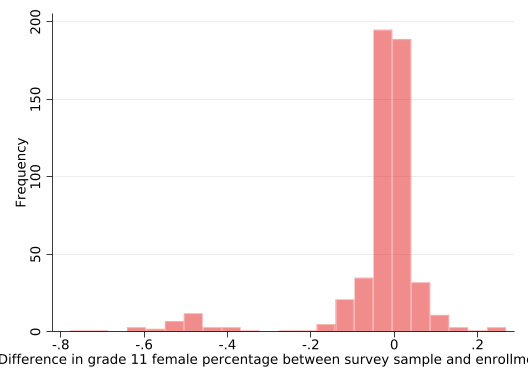 200
150
100
50
0
Frequency
-.8 -.6 -.4 -.2 0 .2
Difference in grade 11 female percentage between survey sample and enrollm